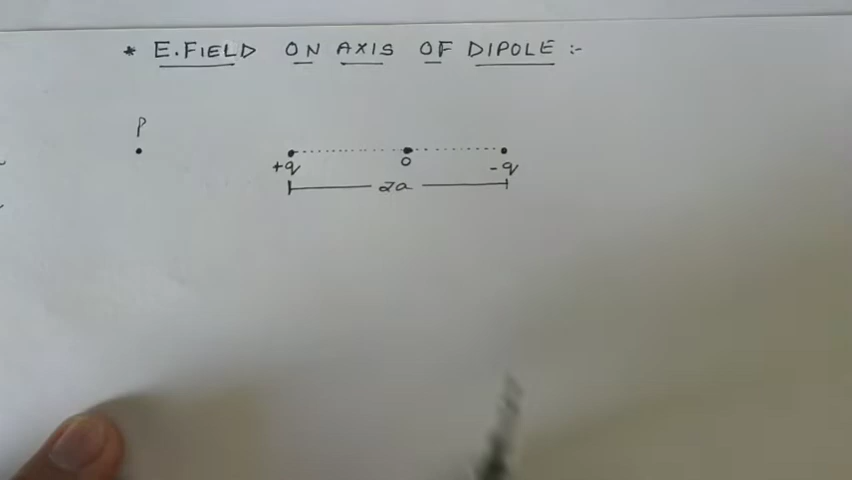 * E.FIELD ON AXIS OF DIPOLE :-
P
+q O -q
2a